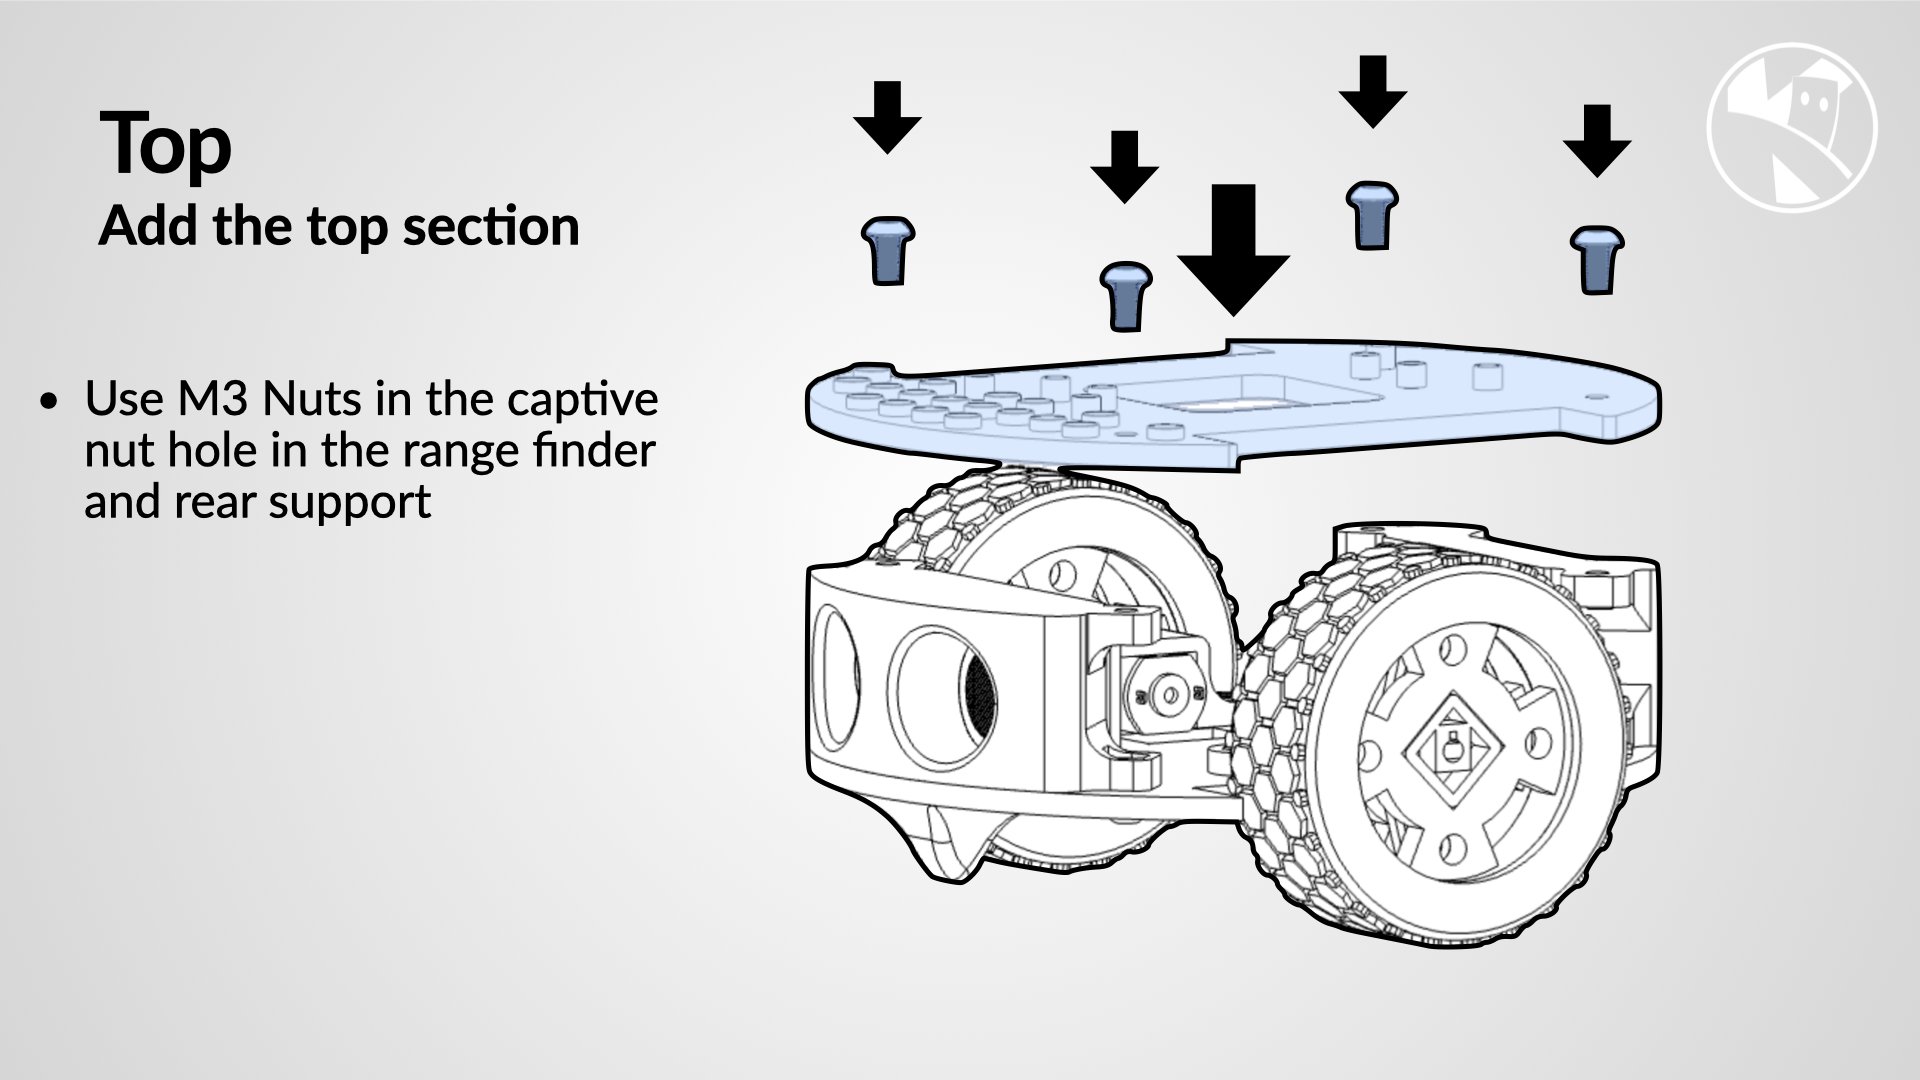 Top
Add the top section
• Use M3 Nuts in the captive
nut hole in the range finder
and rear support